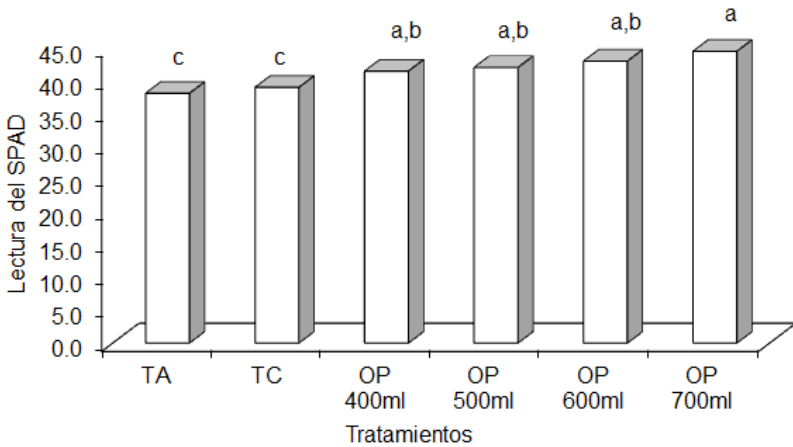 c c a,b a,b a,b a
45.0
40.0
35.0
30.0
25.0
20.0
15.0
10.0
5.0
0.0
Lectura del SPAD
TA TC OP OP OP OP
400ml 500ml 600ml 700ml
Tratamientos